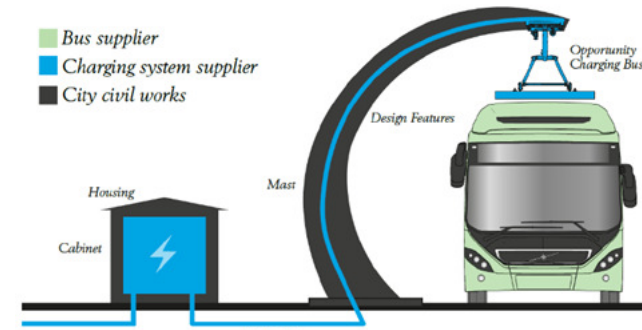 Bus supplier
Charging system supplier
City civil works
Opportunity
Charging Bus
Design Features
Mast
Housing
Cabinet